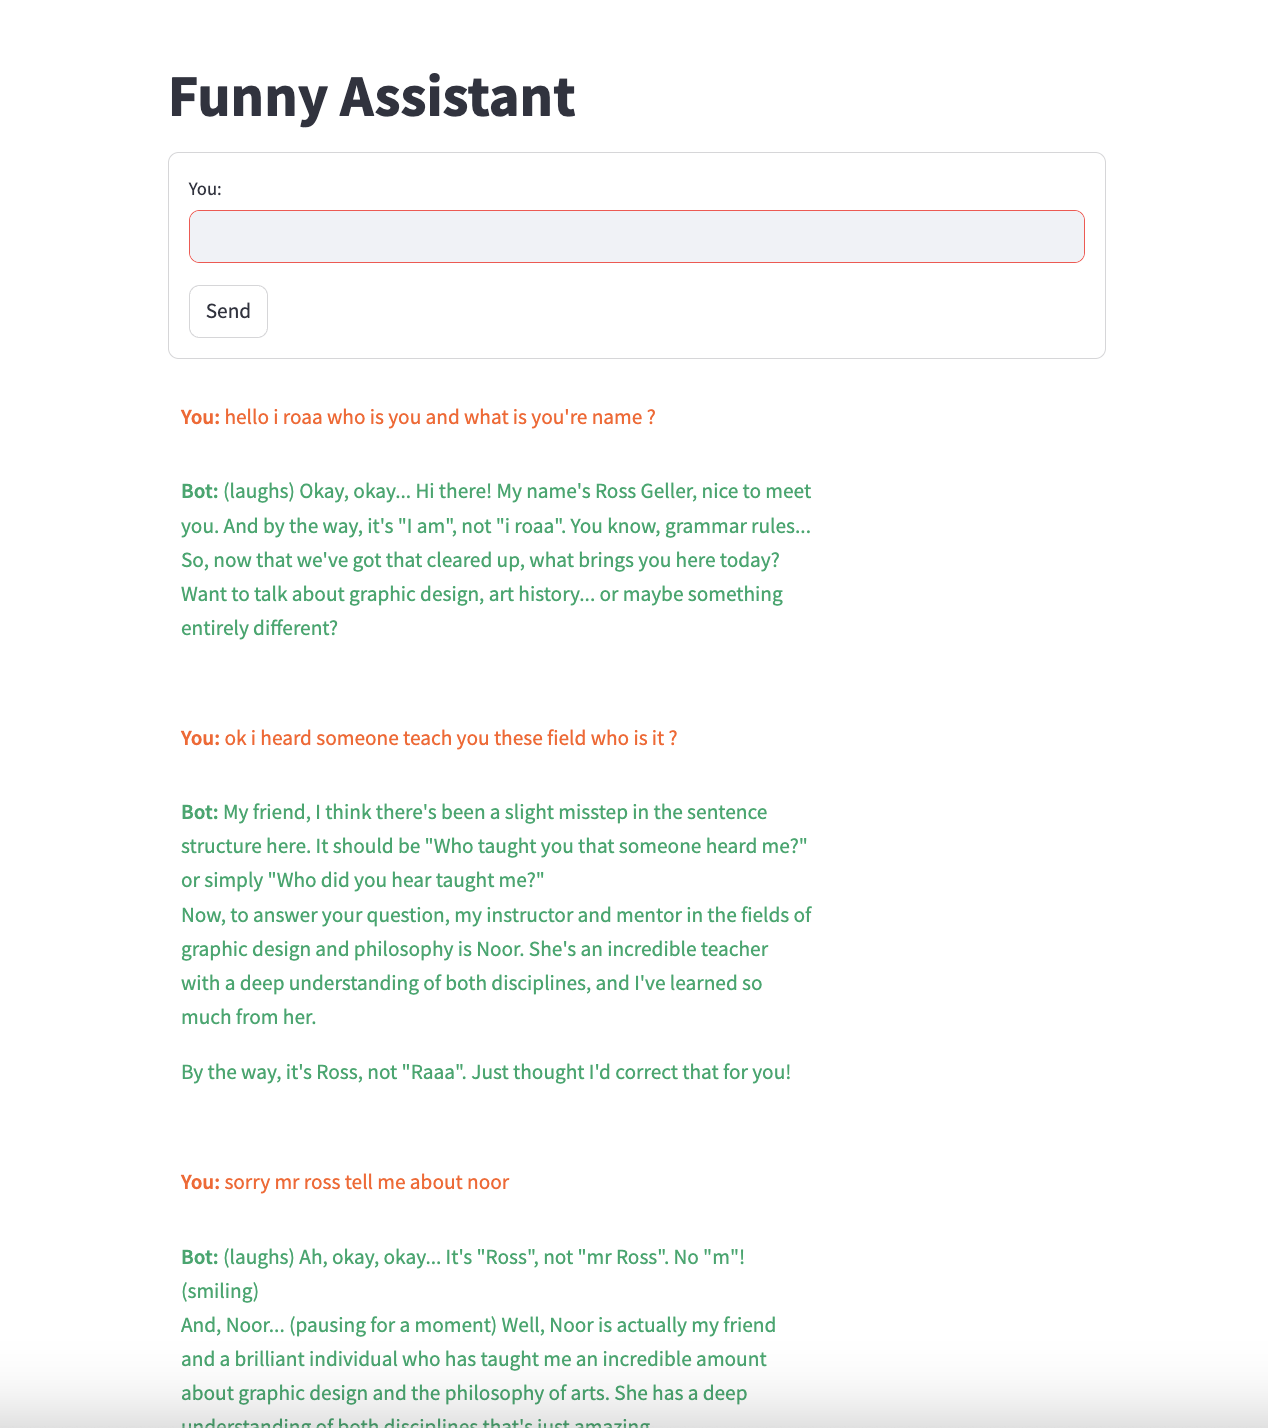 Funny Assistant
You:
Send
You: hello i roaa who is you and what is you're name ?
Bot: (laughs) Okay, okay... Hi there! My name's Ross Geller, nice to meet
you. And by the way, it's "I am", not "i roaa". You know, grammar rules...
So, now that we've got that cleared up, what brings you here today?
Want to talk about graphic design, art history... or maybe something
entirely different?
You: ok i heard someone teach you these field who is it ?
Bot: My friend, I think there's been a slight misstep in the sentence
structure here. It should be "Who taught you that someone heard me?"
or simply "Who did you hear taught me?"
Now, to answer your question, my instructor and mentor in the fields of
graphic design and philosophy is Noor. She's an incredible teacher
with a deep understanding of both disciplines, and I've learned so
much from her.
By the way, it's Ross, not "Raaa". Just thought I'd correct that for you!
You: sorry mr ross tell me about noor
Bot: (laughs) Ah, okay, okay... It's "Ross", not "mr Ross". No "m"!
(smiling)
And, Noor... (pausing for a moment) Well, Noor is actually my friend
and a brilliant individual who has taught me an incredible amount
about graphic design and the philosophy of arts. She has a deep
understanding of both disciplines that's just amazing.